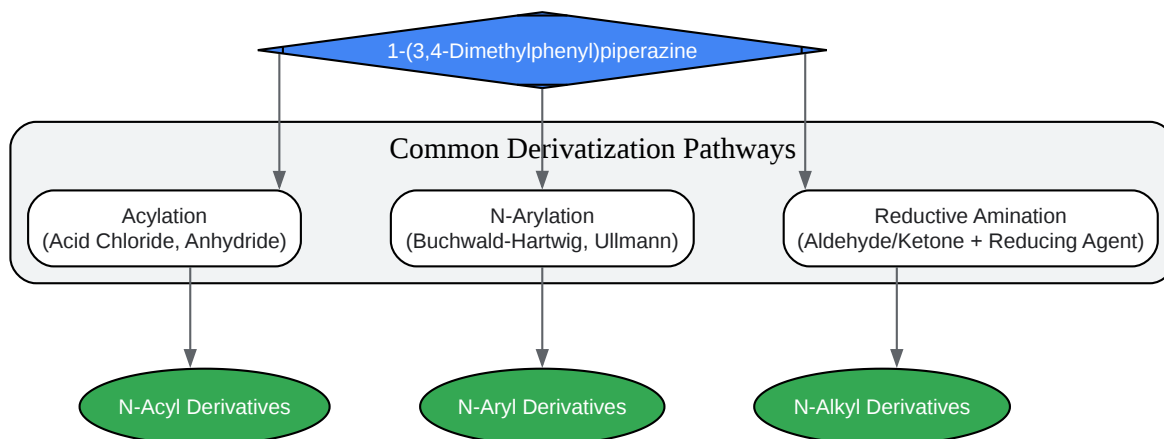 1-(3,4-Dimethylphenyl)piperazine
Common Derivatization Pathways
Acylation
(Acid Chloride, Anhydride)
N-Arylation
(Buchwald-Hartwig, Ullmann)
Reductive Amination
(Aldehyde/Ketone + Reducing Agent)
N-Acyl Derivatives
N-Aryl Derivatives
N-Alkyl Derivatives